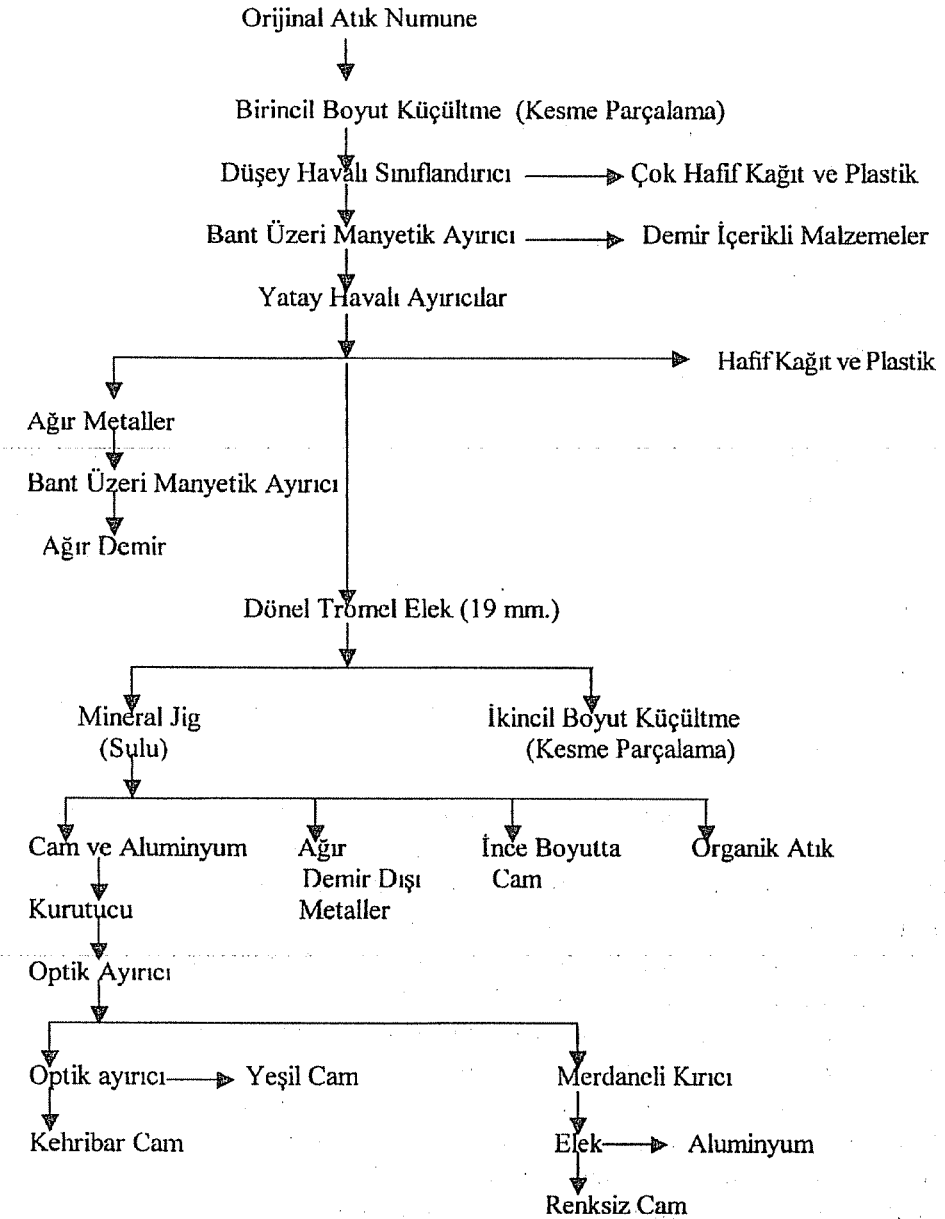 Orijinal Atık Numune
Birincil Boyut Küçültme (Kesme Parçalama)
Düşey Havalı Sınıflandırıcı
Çok Hafif Kağıt ve Plastik
Bant Üzeri Manyetik Ayırıcı
Demir İçerikli Malzemeler
Yatay Havalı Ayırıcılar
Hafif Kağıt ve Plastik
Ağır Metaller
Bant Üzeri Manyetik Ayırıcı
Ağır Demir
Dönel Tromel Elek (19 mm.)
Mineral Jig
(Sulu)
İkincil Boyut Küçültme
(Kesme Parçalama)
Cam ve Aluminyum
Ağır
Demir Dışı
Metaller
İnce Boyutta
Cam
Organik Atık
Kurutucu
Optik Ayırıcı
Optik ayırıcı
Yeşil Cam
Merdaneli Kırıcı
Kehribar Cam
Elek
Aluminyum
Renksiz Cam